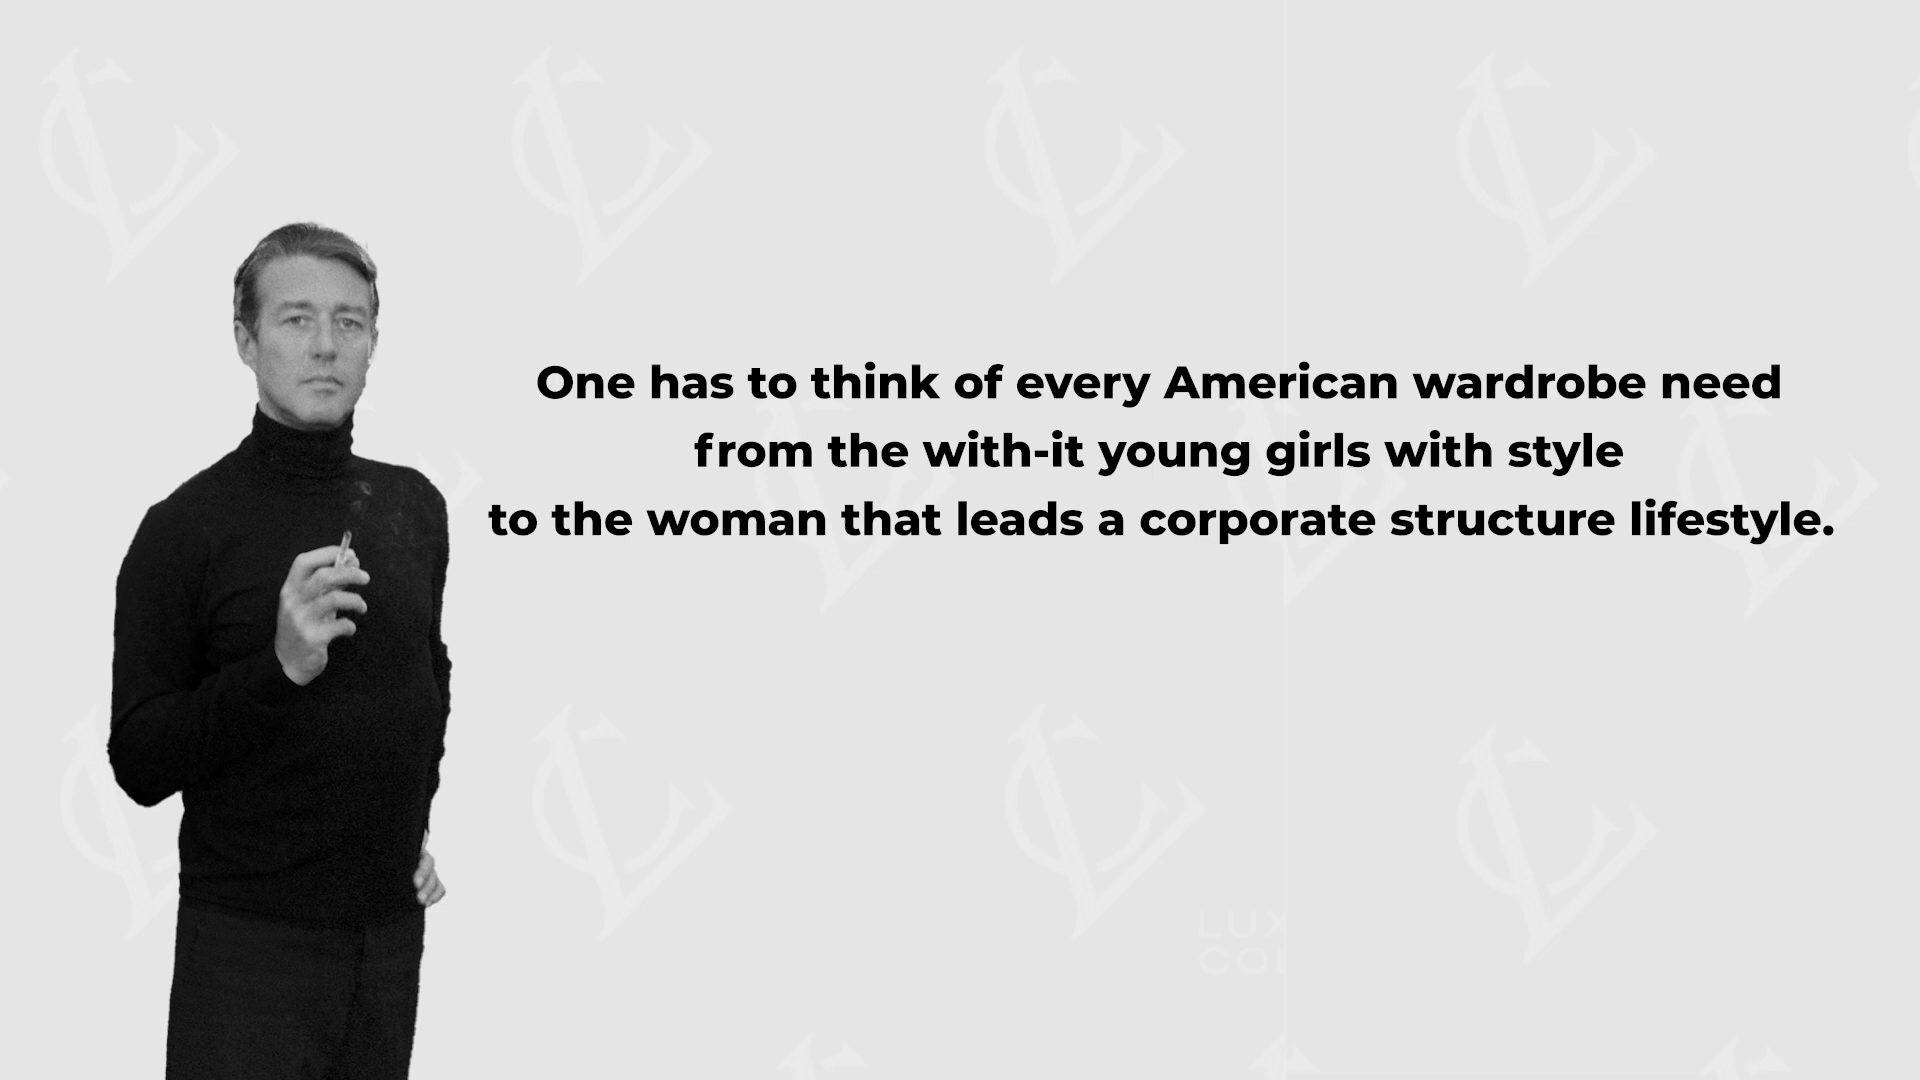 One has to think of every American wardrobe need
from the with-it young girls with style
to the woman that leads a corporate structure lifestyle.
LUX